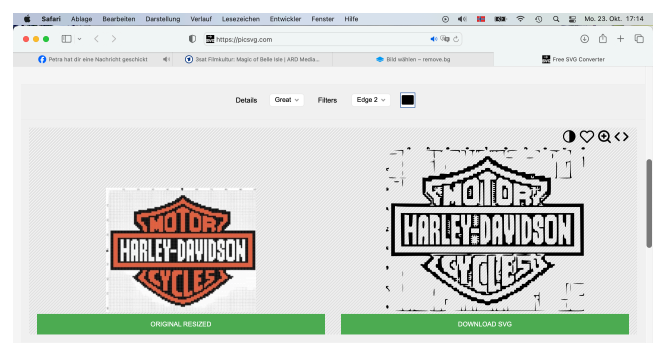 Safari Ablage Bearbeiten Darstellung Verlauf Lesezeichen Entwickler Fenster Hilfe Mo. 23. Okt. 17:14
https://picsvg.com
Petra hat dir eine Nachricht geschickt 3sat Filmkultur: Magic of Belle Isle | ARD Media… Bild wählen – remove.bg Free SVG Converter
Details Great Filters Edge 2
MOTOR
HARLEY-DAVIDSON
CYCLES
MOTOR
HARLEY-DAVIDSON
CYCLES
ORIGINAL RESIZED DOWNLOAD SVG